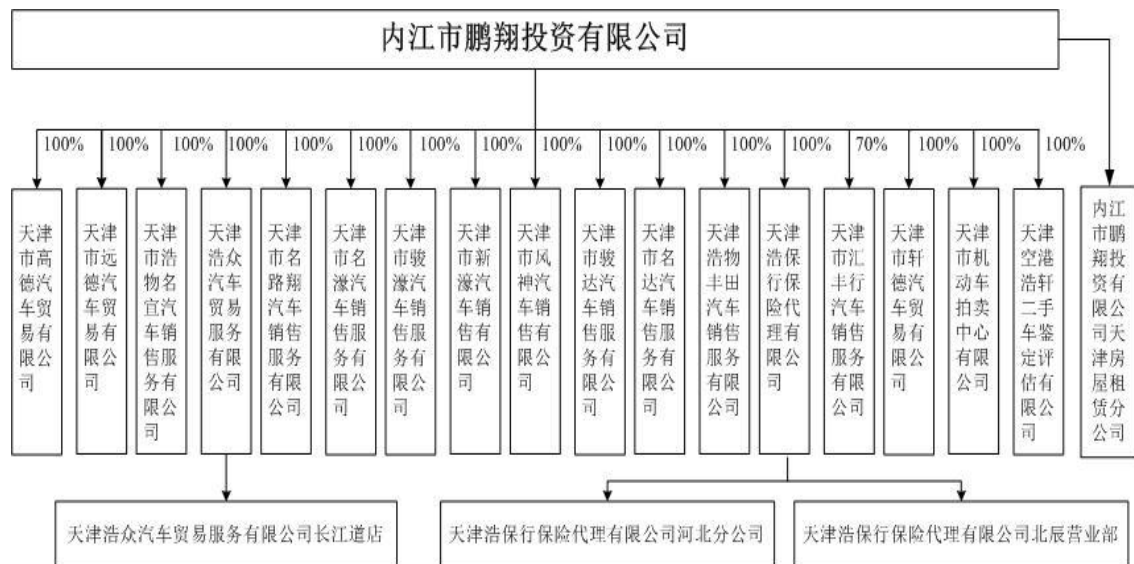 内江市鹏翔投资有限公司
100% 100% 100% 100% 100% 100% 100% 100% 100% 100% 100% 100% 100% 70% 100% 100% 100%
天津市高德汽车贸易有限公司
天津市远德汽车贸易有限公司
天津市浩物名宣汽车销售服务有限公司
天津浩众汽车贸易服务有限公司
天津市名路翔汽车销售服务有限公司
天津市名濠汽车销售服务有限公司
天津市骏濠汽车销售服务有限公司
天津市新濠汽车销售有限公司
天津市风神汽车销售有限公司
天津市骏达汽车销售服务有限公司
天津市名达汽车销售服务有限公司
天津浩物丰田汽车销售服务有限公司
天津浩保行保险代理有限公司
天津市汇丰行汽车销售服务有限公司
天津市轩德汽车贸易有限公司
天津市机动车拍卖中心有限公司
天津空港浩轩二手车鉴定评估有限公司
内江市鹏翔投资有限公司天津房屋租赁分公司
天津浩众汽车贸易服务有限公司长江道店
天津浩保行保险代理有限公司河北分公司
天津浩保行保险代理有限公司北辰营业部